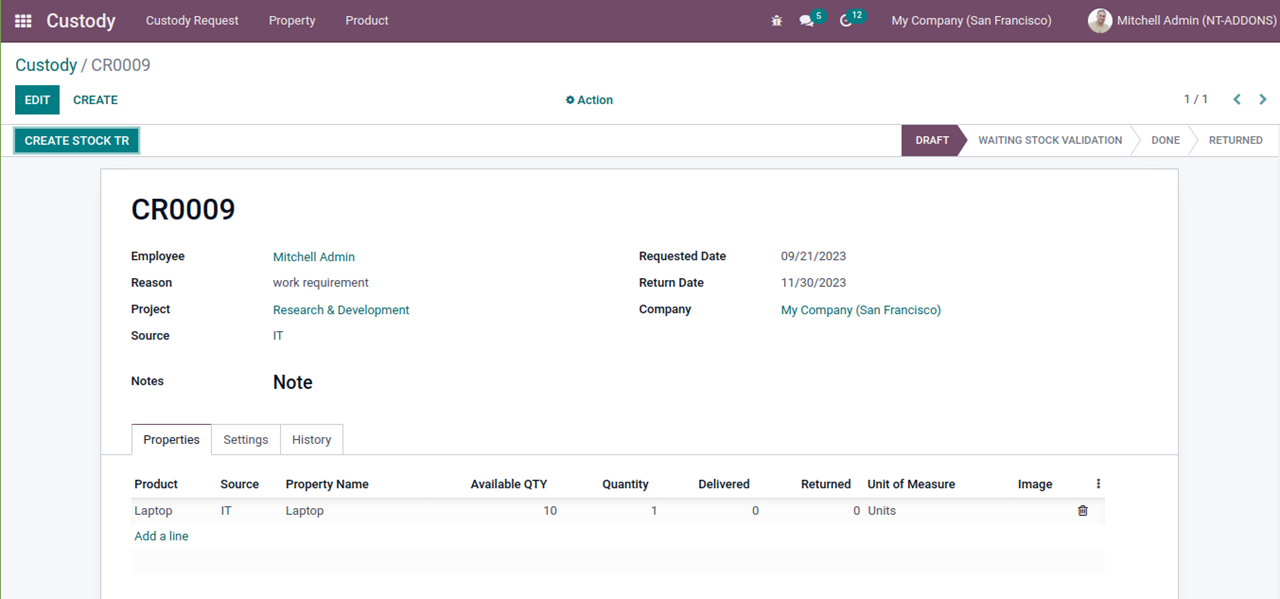 Custody Custody Request Property Product 5 12 My Company (San Francisco) Mitchell Admin (NT-ADDONS)
Custody / CR0009
EDIT CREATE Action 1 / 1
CREATE STOCK TR DRAFT WAITING STOCK VALIDATION DONE RETURNED
CR0009
Employee Mitchell Admin Requested Date 09/21/2023
Reason work requirement Return Date 11/30/2023
Project Research & Development Company My Company (San Francisco)
Source IT
Notes Note
Properties Settings History
Product Source Property Name Available QTY Quantity Delivered Returned Unit of Measure Image
Laptop IT Laptop 10 1 0 0 Units
Add a line